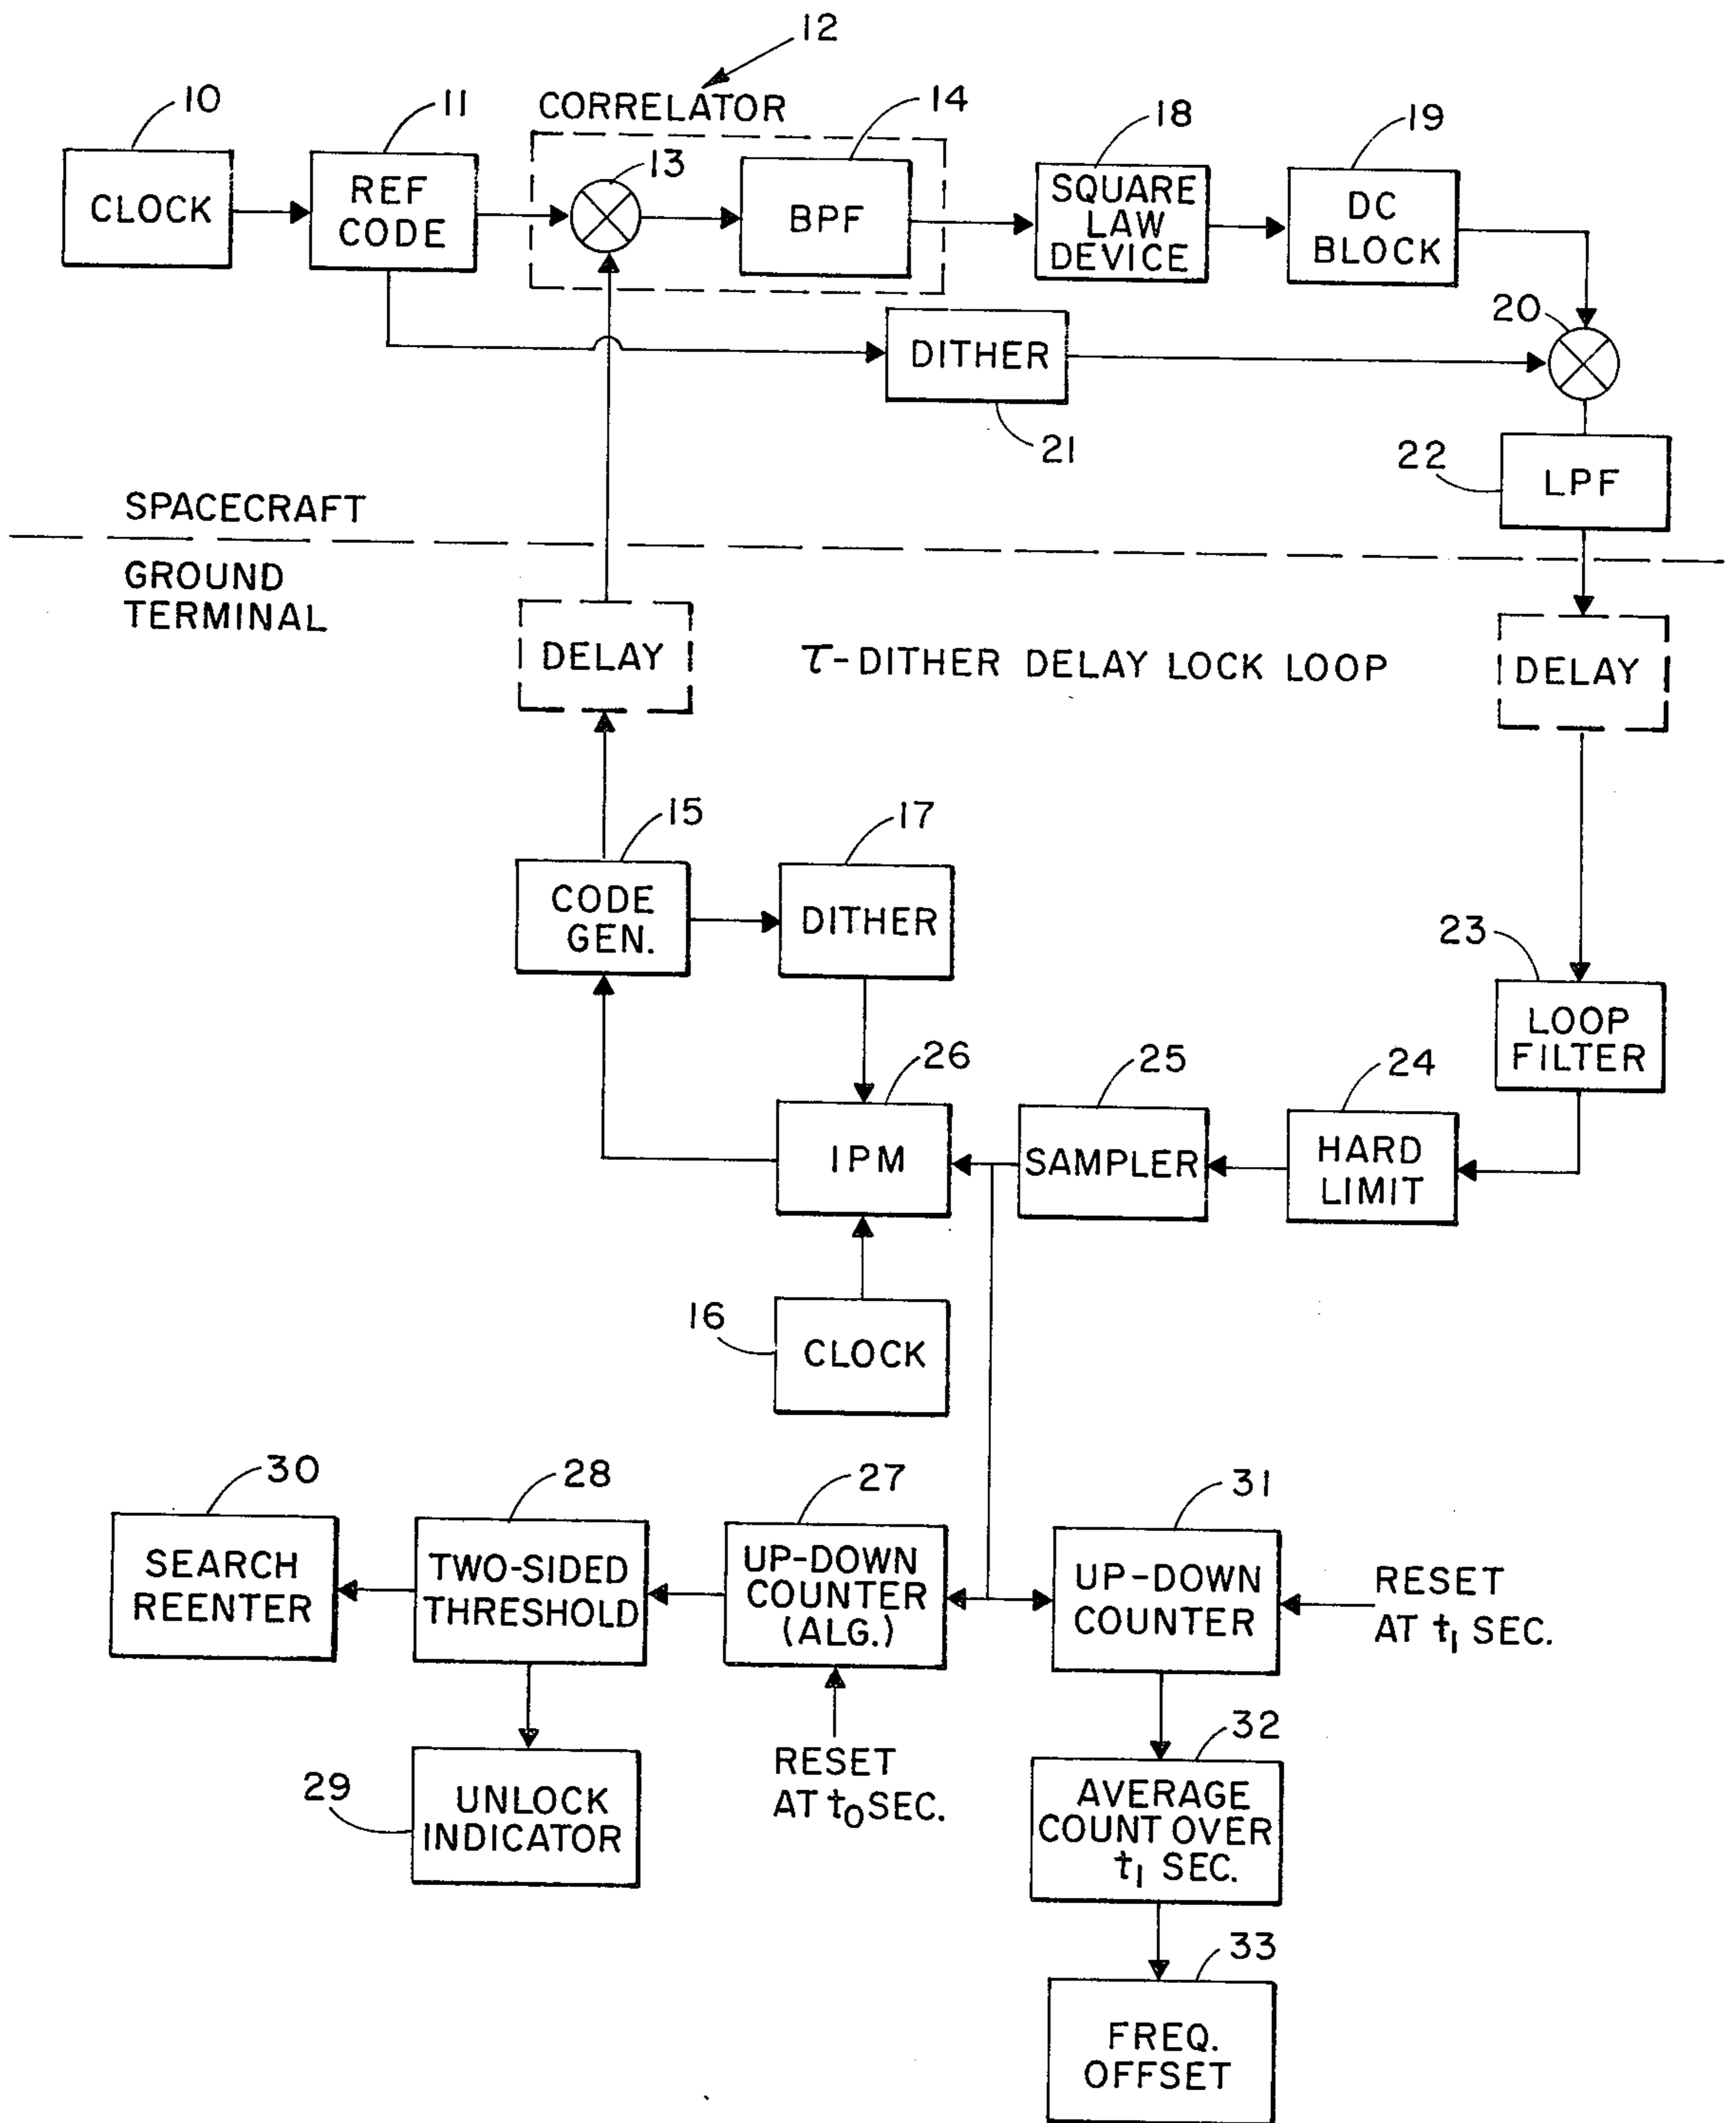 12
10
11
CORRELATOR
14
18
19
13
CLOCK
REF
CODE
BPF
SQUARE
LAW
DEVICE
DC
BLOCK
20
DITHER
21
22
LPF
SPACECRAFT
GROUND
TERMINAL
DELAY
τ-DITHER DELAY LOCK LOOP
DELAY
15
17
CODE
GEN.
DITHER
23
LOOP
FILTER
26
25
24
IPM
SAMPLER
HARD
LIMIT
16
CLOCK
30
28
27
31
SEARCH
REENTER
TWO-SIDED
THRESHOLD
UP-DOWN
COUNTER
(ALG.)
UP-DOWN
COUNTER
RESET
AT t₁ SEC.
29
UNLOCK
INDICATOR
RESET
AT t₀ SEC.
32
AVERAGE
COUNT OVER
t₁ SEC.
33
FREQ.
OFFSET